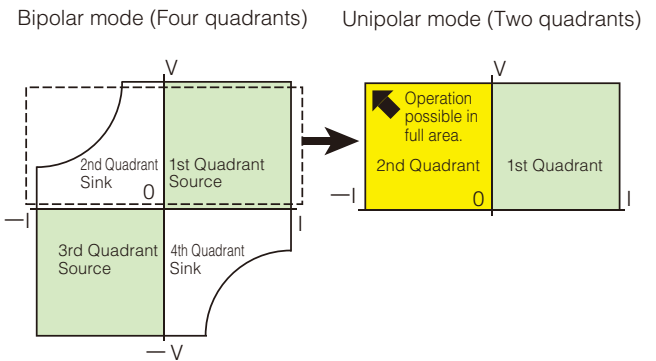 Bipolar mode (Four quadrants)
Unipolar mode (Two quadrants)
V
2nd Quadrant
Sink
1st Quadrant
Source
0
—I
I
3rd Quadrant
Source
4th Quadrant
Sink
— V
V
Operation
possible in
full area.
2nd Quadrant
1st Quadrant
—I
0
I